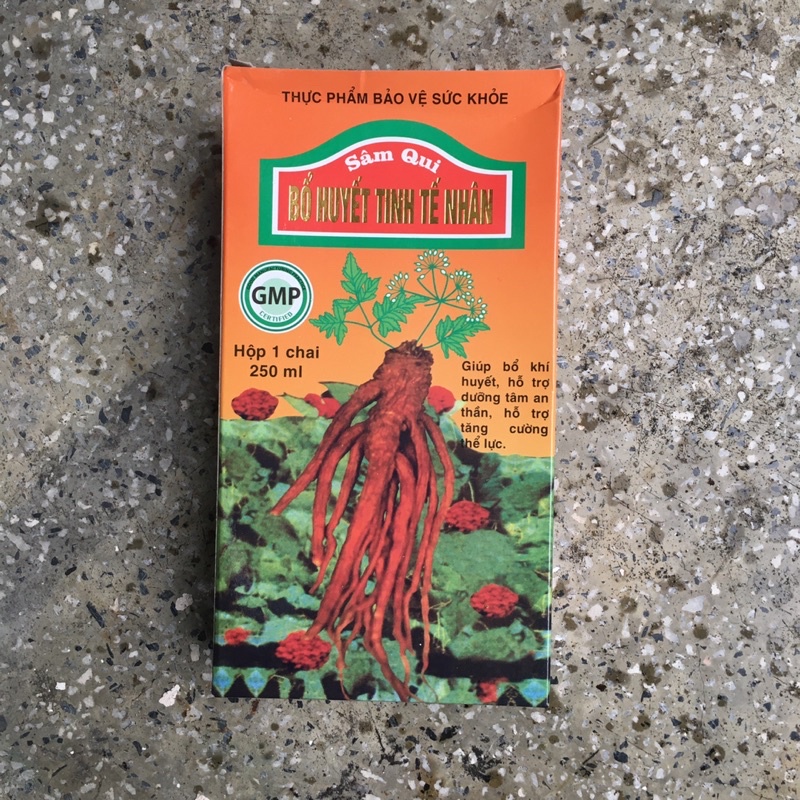 THỰC PHẨM BẢO VỆ SỨC KHỎE
Sâm Qui
BỔ HUYẾT TINH TẾ NHÂN
GMP
CERTIFIED
Hộp 1 chai
250 ml
Giúp bổ khí
huyết, hỗ trợ
dưỡng tâm an
thần, hỗ trợ
tăng cường
thể lực.